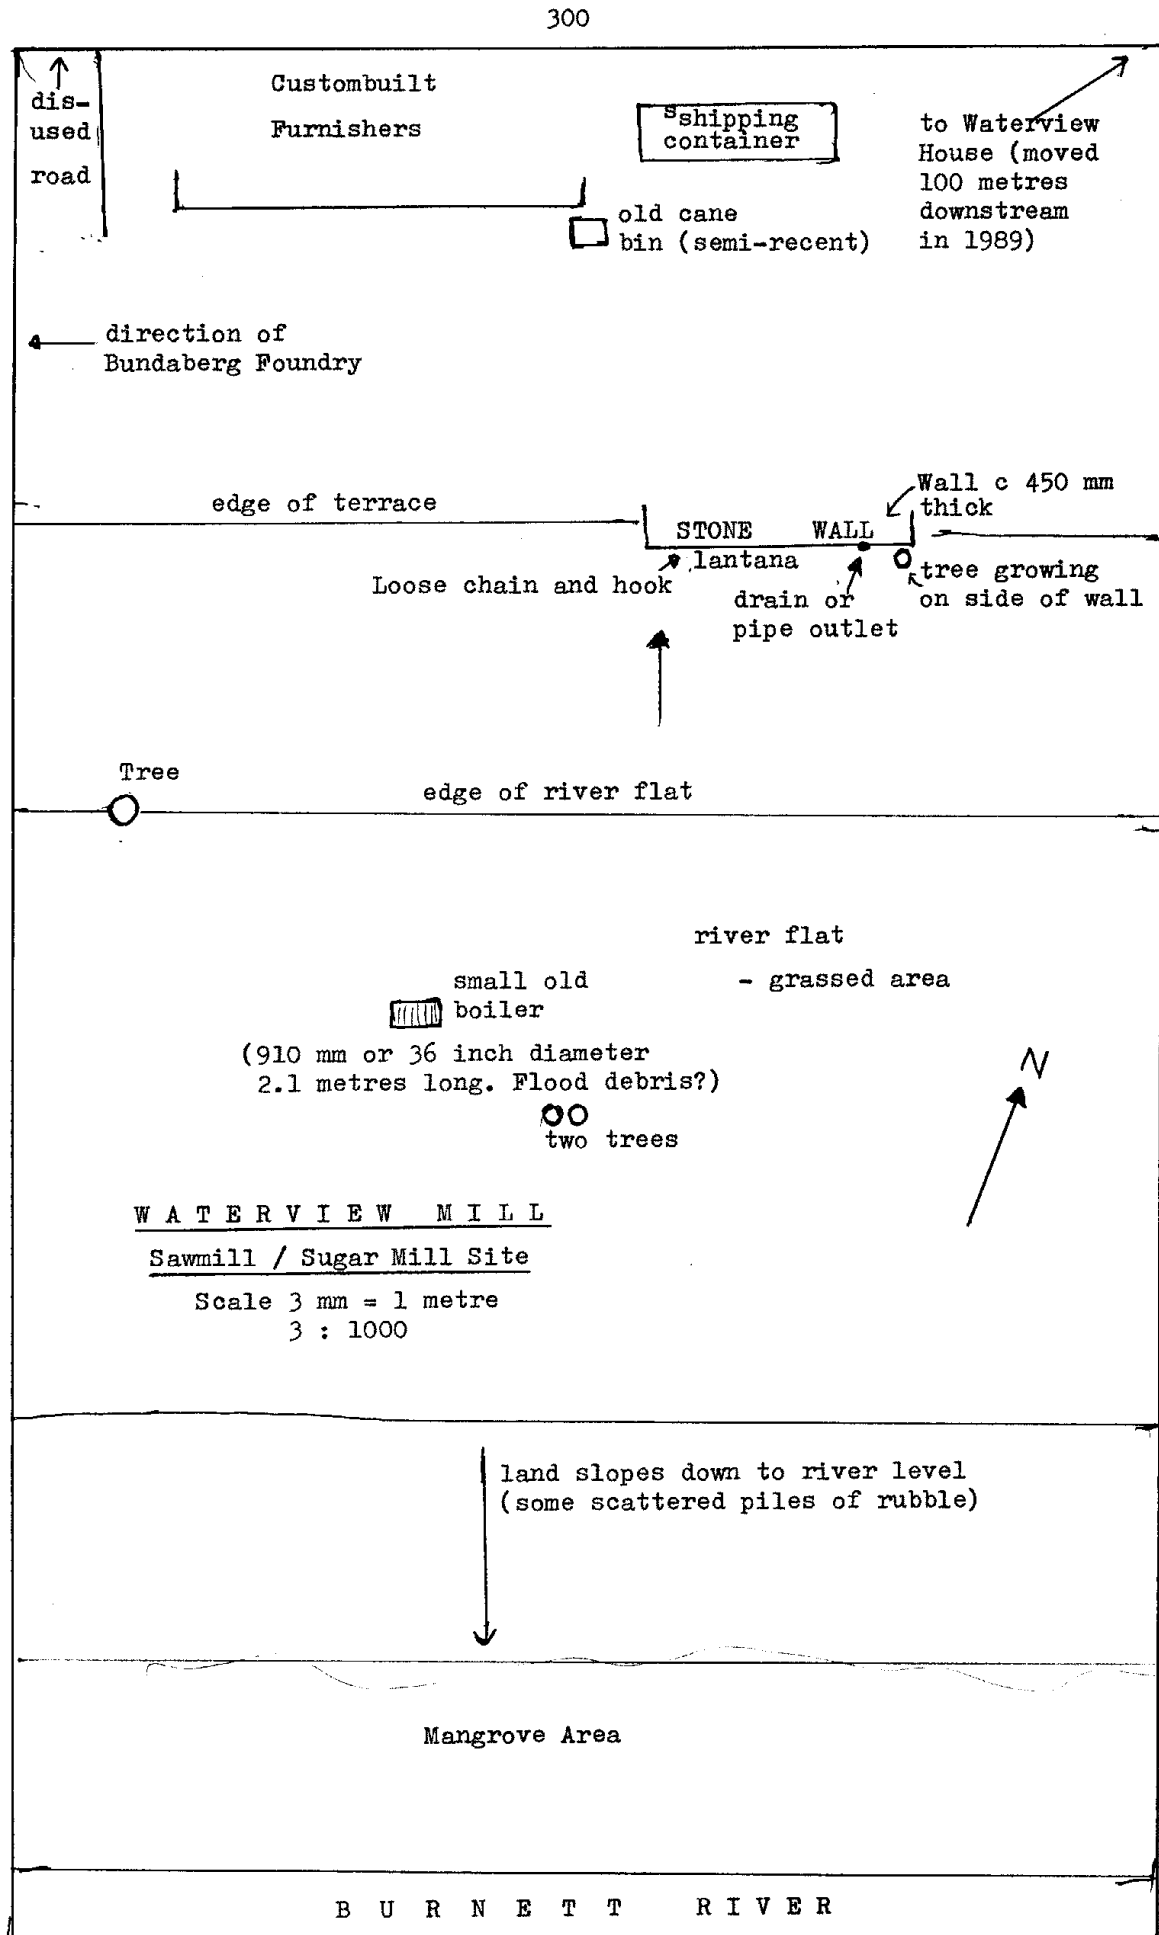 300
dis-
used
road
Custombuilt
Furnishers
sshipping
container
to Waterview
House (moved
100 metres
downstream
in 1989)
old cane
bin (semi-recent)
direction of
Bundaberg Foundry
edge of terrace
Wall c 450 mm
thick
STONE WALL
lantana
Loose chain and hook
drain or
pipe outlet
tree growing
on side of wall
Tree
edge of river flat
river flat
- grassed area
small old
boiler
(910 mm or 36 inch diameter
2.1 metres long. Flood debris?)
two trees
N
WATERVIEW MILL
Sawmill / Sugar Mill Site
Scale 3 mm = 1 metre
3 : 1000
land slopes down to river level
(some scattered piles of rubble)
Mangrove Area
BURNETT RIVER